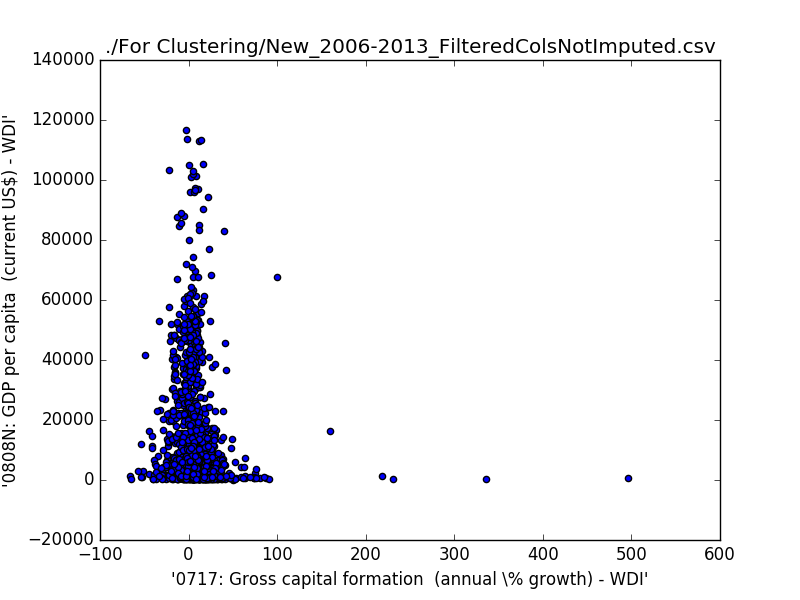 ./For Clustering/New_2006-2013_FilteredColsNotImputed.csv
140000
120000
100000
80000
60000
40000
20000
0
−20000
−100 0 100 200 300 400 500 600
'0808N: GDP per capita  (current US$) - WDI'
'0717: Gross capital formation  (annual \% growth) - WDI'